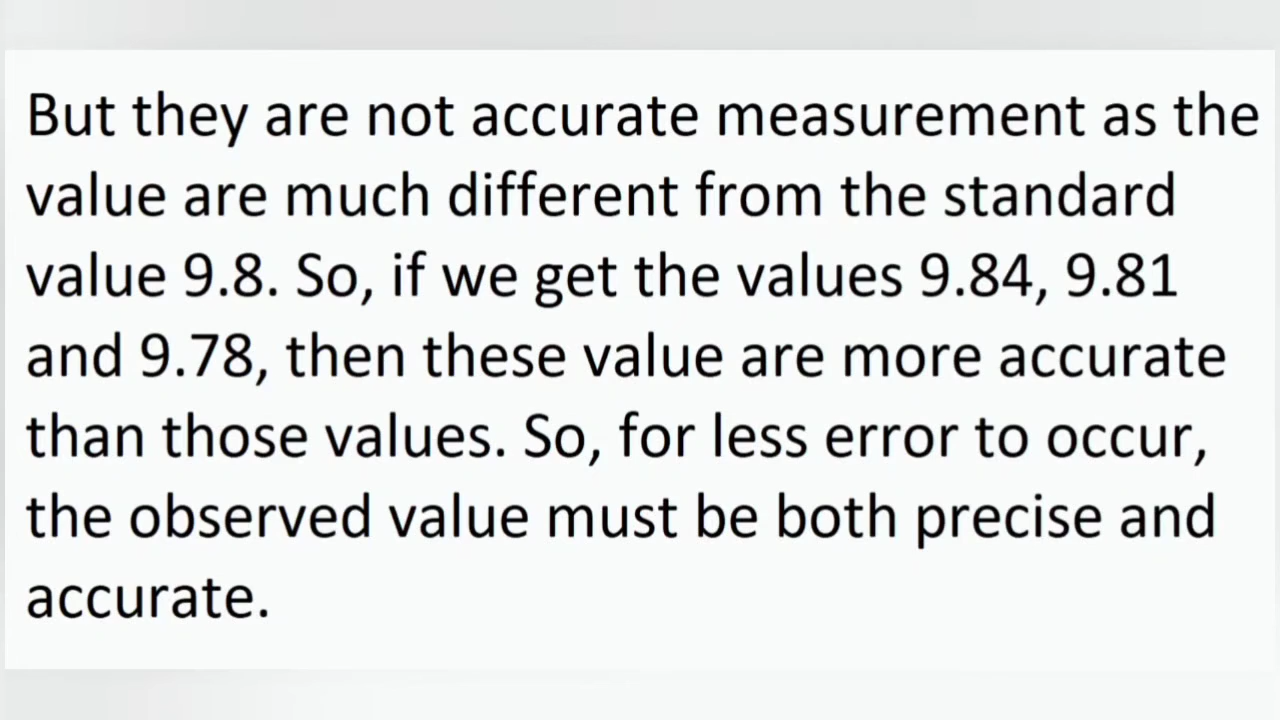 But they are not accurate measurement as the
value are much different from the standard
value 9.8. So, if we get the values 9.84, 9.81
and 9.78, then these value are more accurate
than those values. So, for less error to occur,
the observed value must be both precise and
accurate.